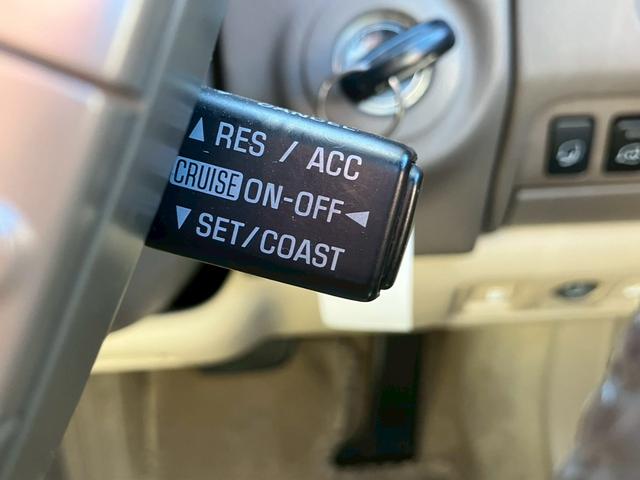 ▲ RES / ACC
CRUISE ON-OFF ◄
▼ SET/COAST